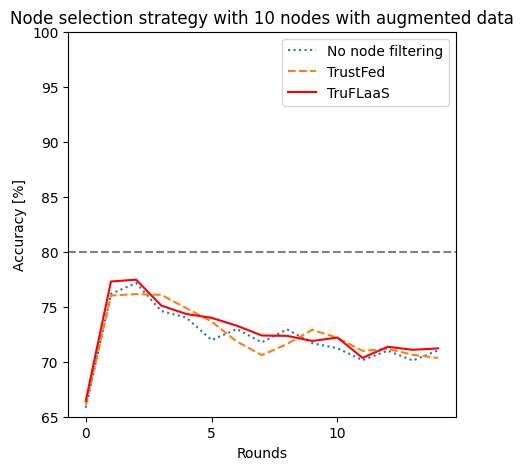 Node selection strategy with 10 nodes with augmented data
100
95
90
85
80
75
70
65
Accuracy [%]
No node filtering
TrustFed
TruFLaaS
0
5
10
Rounds